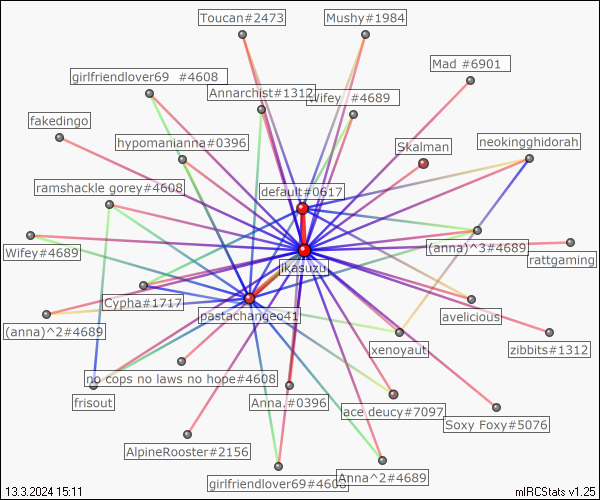 Toucan#2473
Mushy#1984
Mad #6901
girlfriendlover69 #4608
Annarchist#1312
Wifey #4689
fakedingo
hypomanianna#0396
Skalman
neokingghidorah
ramshackle gorey#4608
default#0617
Wifey#4689
(anna)^3#4689
rattgaming
ikasuzu
Cypha#1717
pastachangeo41
avelicious
(anna)^2#4689
xenoyaut
zibbits#1312
no cops no laws no hope#4608
frisout
Anna.#0396
ace deucy#7097
Soxy Foxy#5076
AlpineRooster#2156
girlfriendlover69#4608
Anna^2#4689
13.3.2024 15:11
mIRCStats v1.25